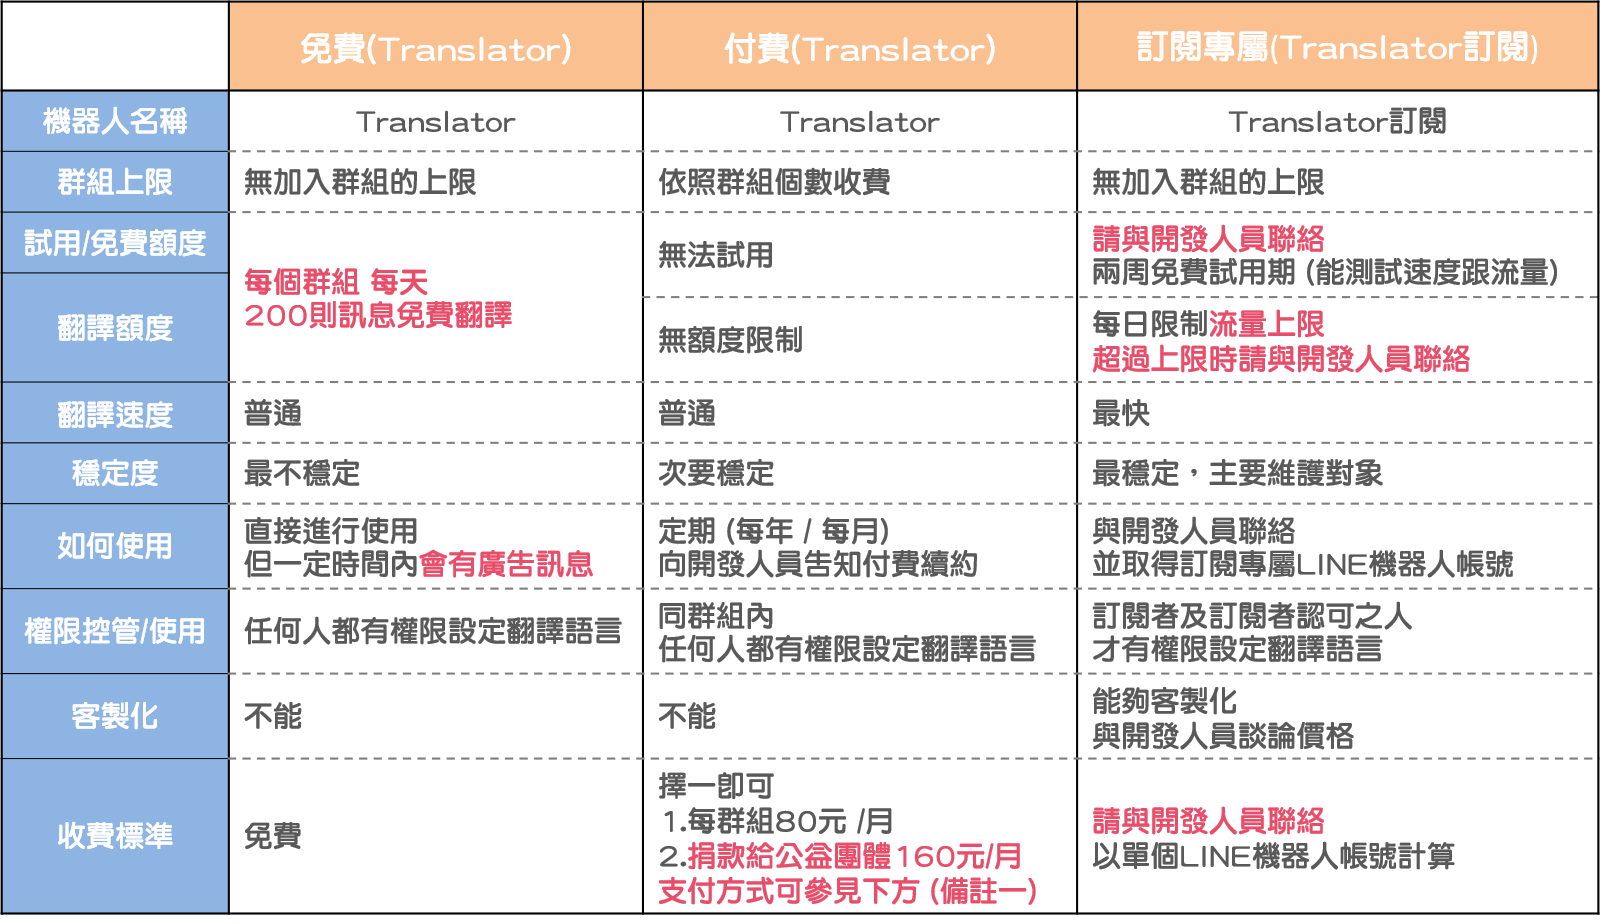 免費(Translator)
付費(Translator)
訂閱專屬(Translator訂閱)
機器人名稱
Translator
Translator
Translator訂閱
群組上限
無加入群組的上限
依照群組個數收費
無加入群組的上限
試用/免費額度
每個群組 每天
200則訊息免費翻譯
無法試用
請與開發人員聯絡
兩周免費試用期 (能測試速度跟流量)
翻譯額度
無額度限制
每日限制流量上限
超過上限時請與開發人員聯絡
翻譯速度
普通
普通
最快
穩定度
最不穩定
次要穩定
最穩定，主要維護對象
如何使用
直接進行使用
但一定時間內會有廣告訊息
定期 (每年 / 每月)
向開發人員告知付費續約
與開發人員聯絡
並取得訂閱專屬LINE機器人帳號
權限控管/使用
任何人都有權限設定翻譯語言
同群組內
任何人都有權限設定翻譯語言
訂閱者及訂閱者認可之人
才有權限設定翻譯語言
客製化
不能
不能
能夠客製化
與開發人員談論價格
收費標準
免費
擇一即可
1.每群組80元 /月
2.捐款給公益團體160元/月
支付方式可參見下方 (備註一)
請與開發人員聯絡
以單個LINE機器人帳號計算